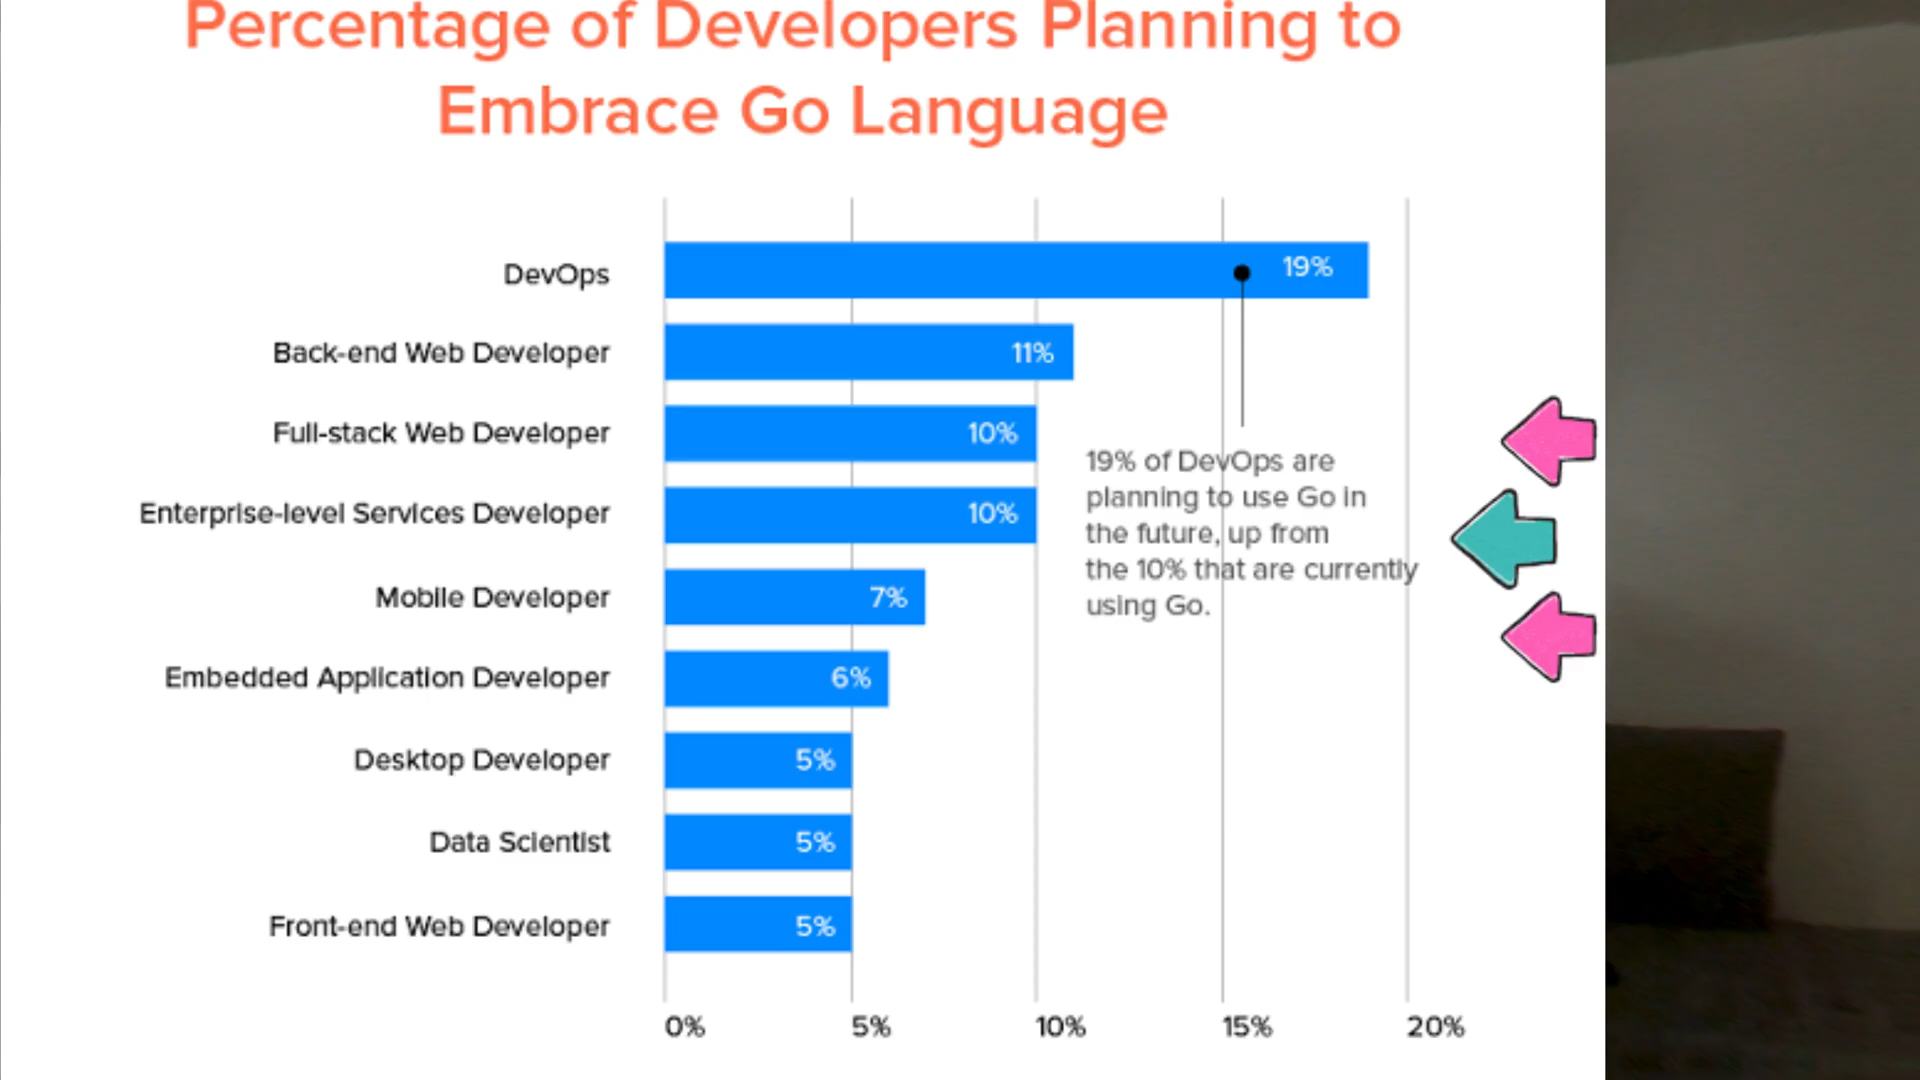 Percentage of Developers Planning to
Embrace Go Language
DevOps
19%
Back-end Web Developer
11%
Full-stack Web Developer
10%
Enterprise-level Services Developer
10%
Mobile Developer
7%
Embedded Application Developer
6%
Desktop Developer
5%
Data Scientist
5%
Front-end Web Developer
5%
19% of DevOps are
planning to use Go in
the future, up from
the 10% that are currently
using Go.
0%
5%
10%
15%
20%